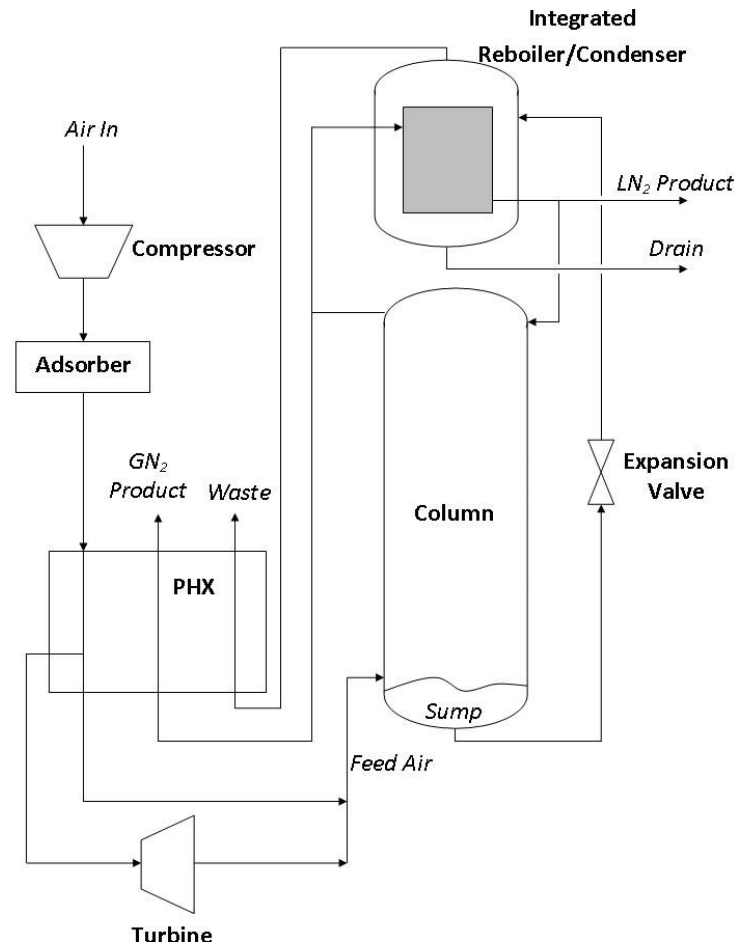 Integrated
Reboiler/Condenser
Air In
LN₂ Product
Compressor
Drain
Adsorber
GN₂
Product
Waste
Expansion
Valve
Column
PHX
Sump
Feed Air
Turbine